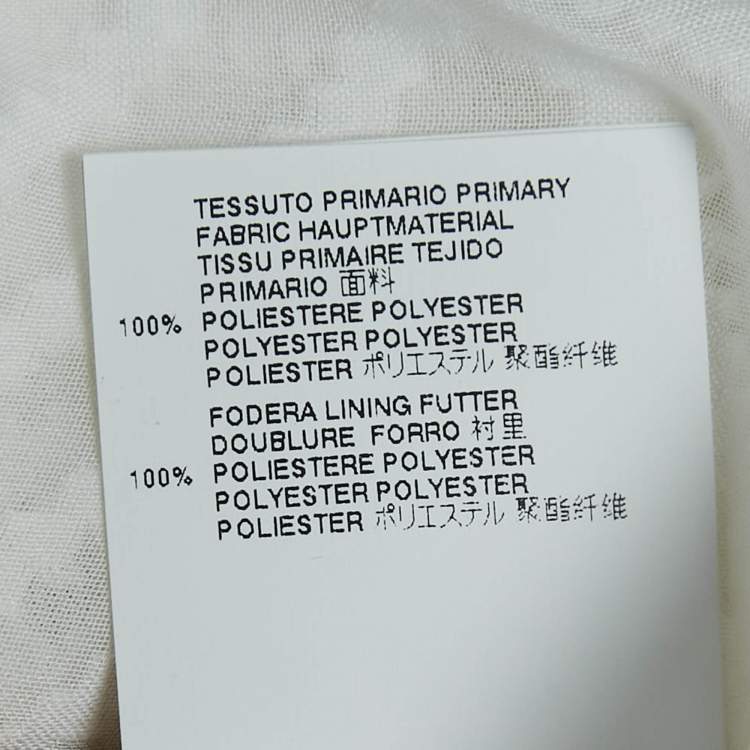 TESSUTO PRIMARIO PRIMARY
FABRIC HAUPTMATERIAL
TISSU PRIMAIRE TEJIDO
PRIMARIO 面料
100% POLIESTERE POLYESTER
POLYESTER POLYESTER
POLIESTER ポリエステル 聚酯纤维
FODERA LINING FUTTER
DOUBLURE FORRO 衬里
100% POLIESTERE POLYESTER
POLYESTER POLYESTER
POLIESTER ポリエステル 聚酯纤维